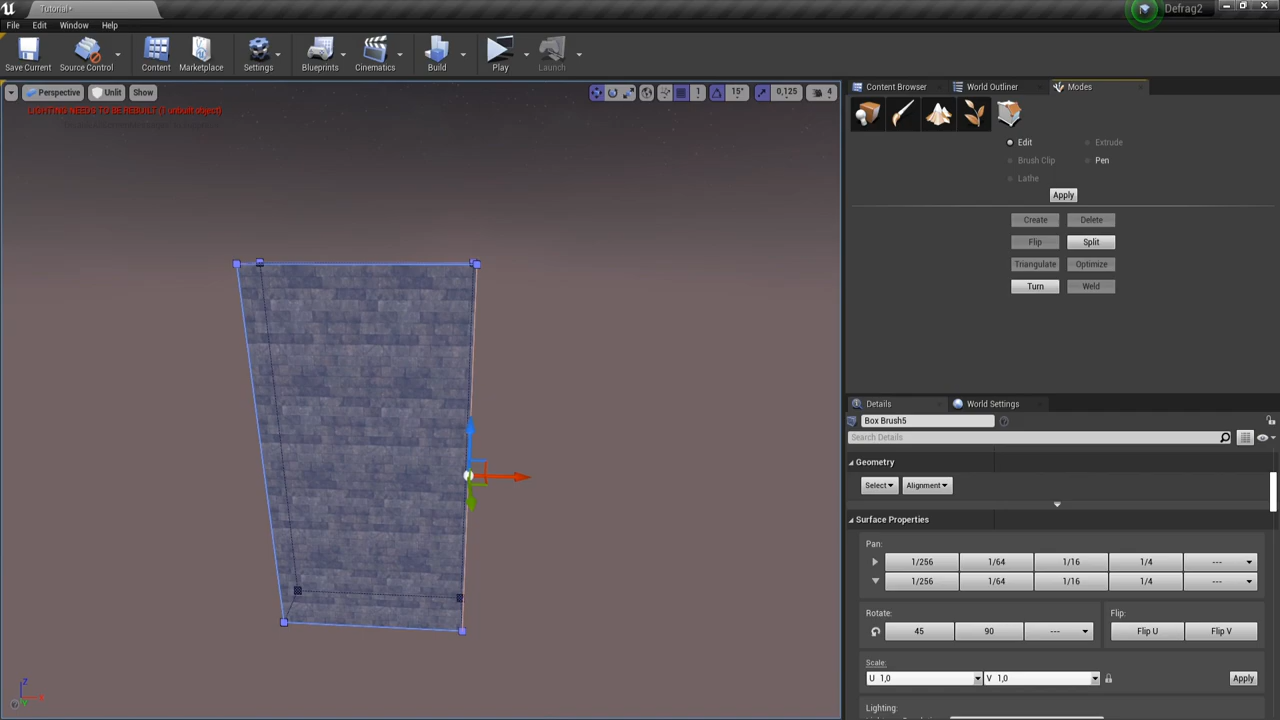 Tutorial*
Defrag2
File Edit Window Help
Save Current Source Control Content Marketplace Settings Blueprints Cinematics Build Play Launch
Perspective Unlit Show 1 15° 0,125 4
LIGHTING NEEDS TO BE REBUILT (1 unbuilt object)
Content Browser World Outliner Modes
Edit Extrude
Brush Clip Pen
Lathe
Apply
Create Delete
Flip Split
Triangulate Optimize
Turn Weld
Details World Settings
Box Brush5
Search Details
Geometry
Select Alignment
Surface Properties
Pan:
1/256 1/64 1/16 1/4 ---
1/256 1/64 1/16 1/4 ---
Rotate: Flip:
45 90 --- Flip U Flip V
Scale:
U 1,0 V 1,0 Apply
Lighting:
Z
X